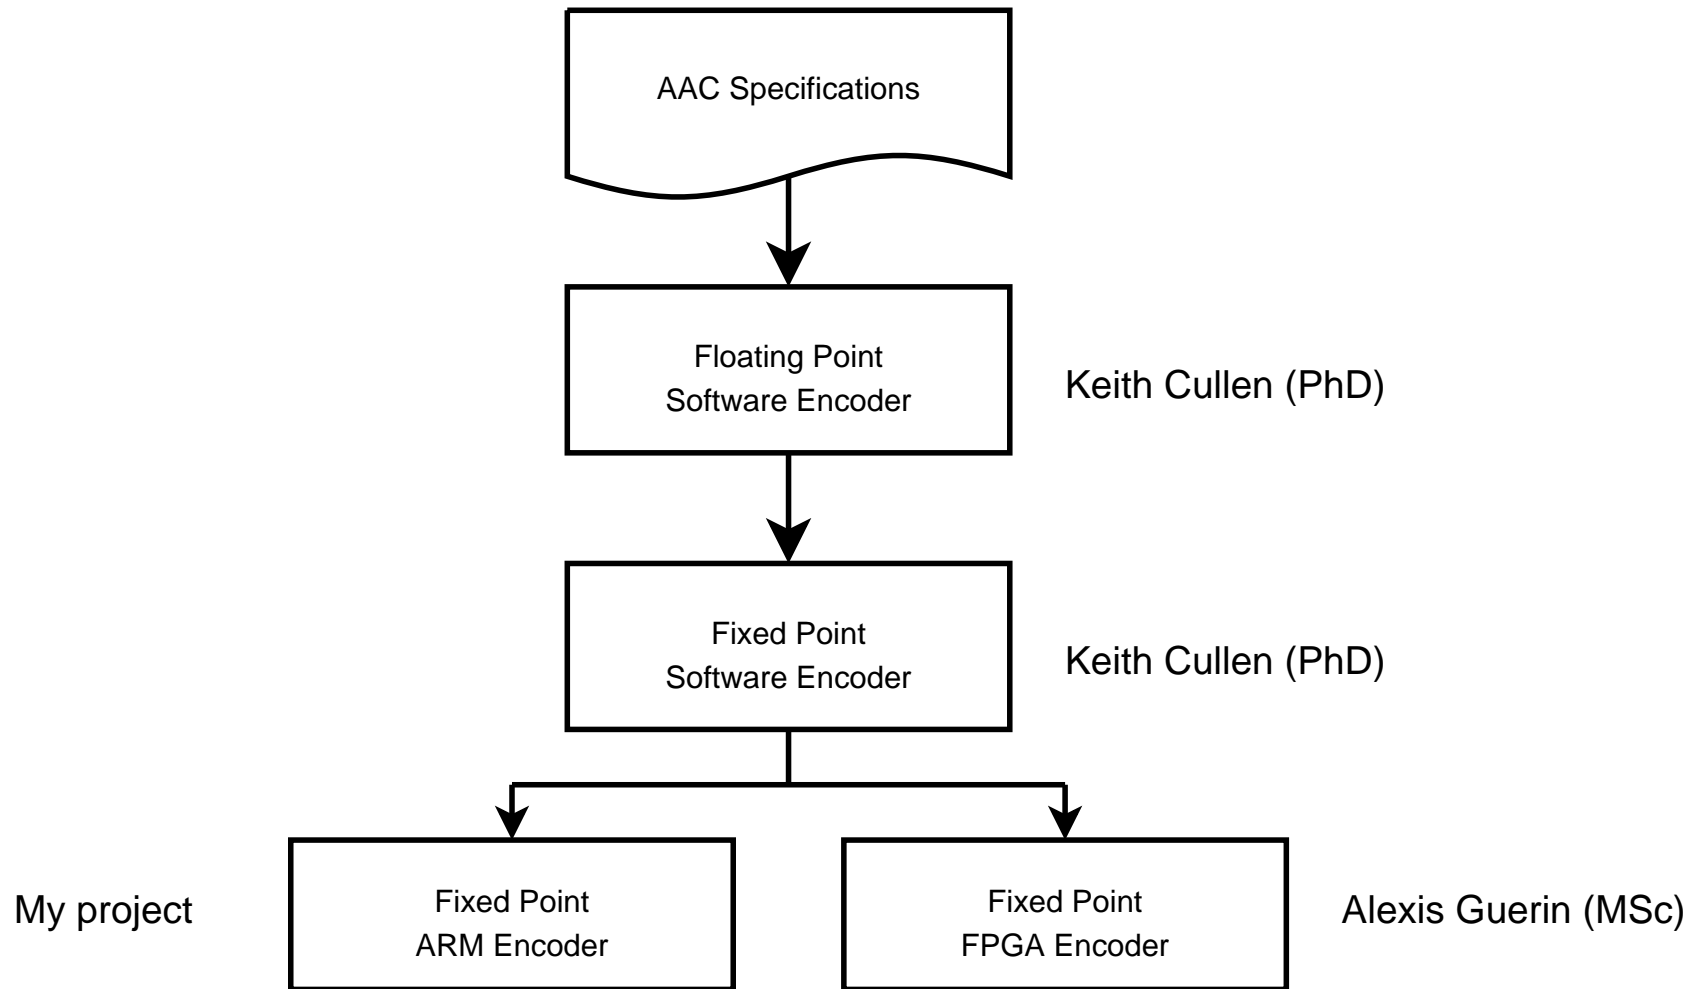 AAC Specifications
Floating Point
Software Encoder
Keith Cullen (PhD)
Fixed Point
Software Encoder
Keith Cullen (PhD)
My project
Fixed Point
ARM Encoder
Fixed Point
FPGA Encoder
Alexis Guerin (MSc)